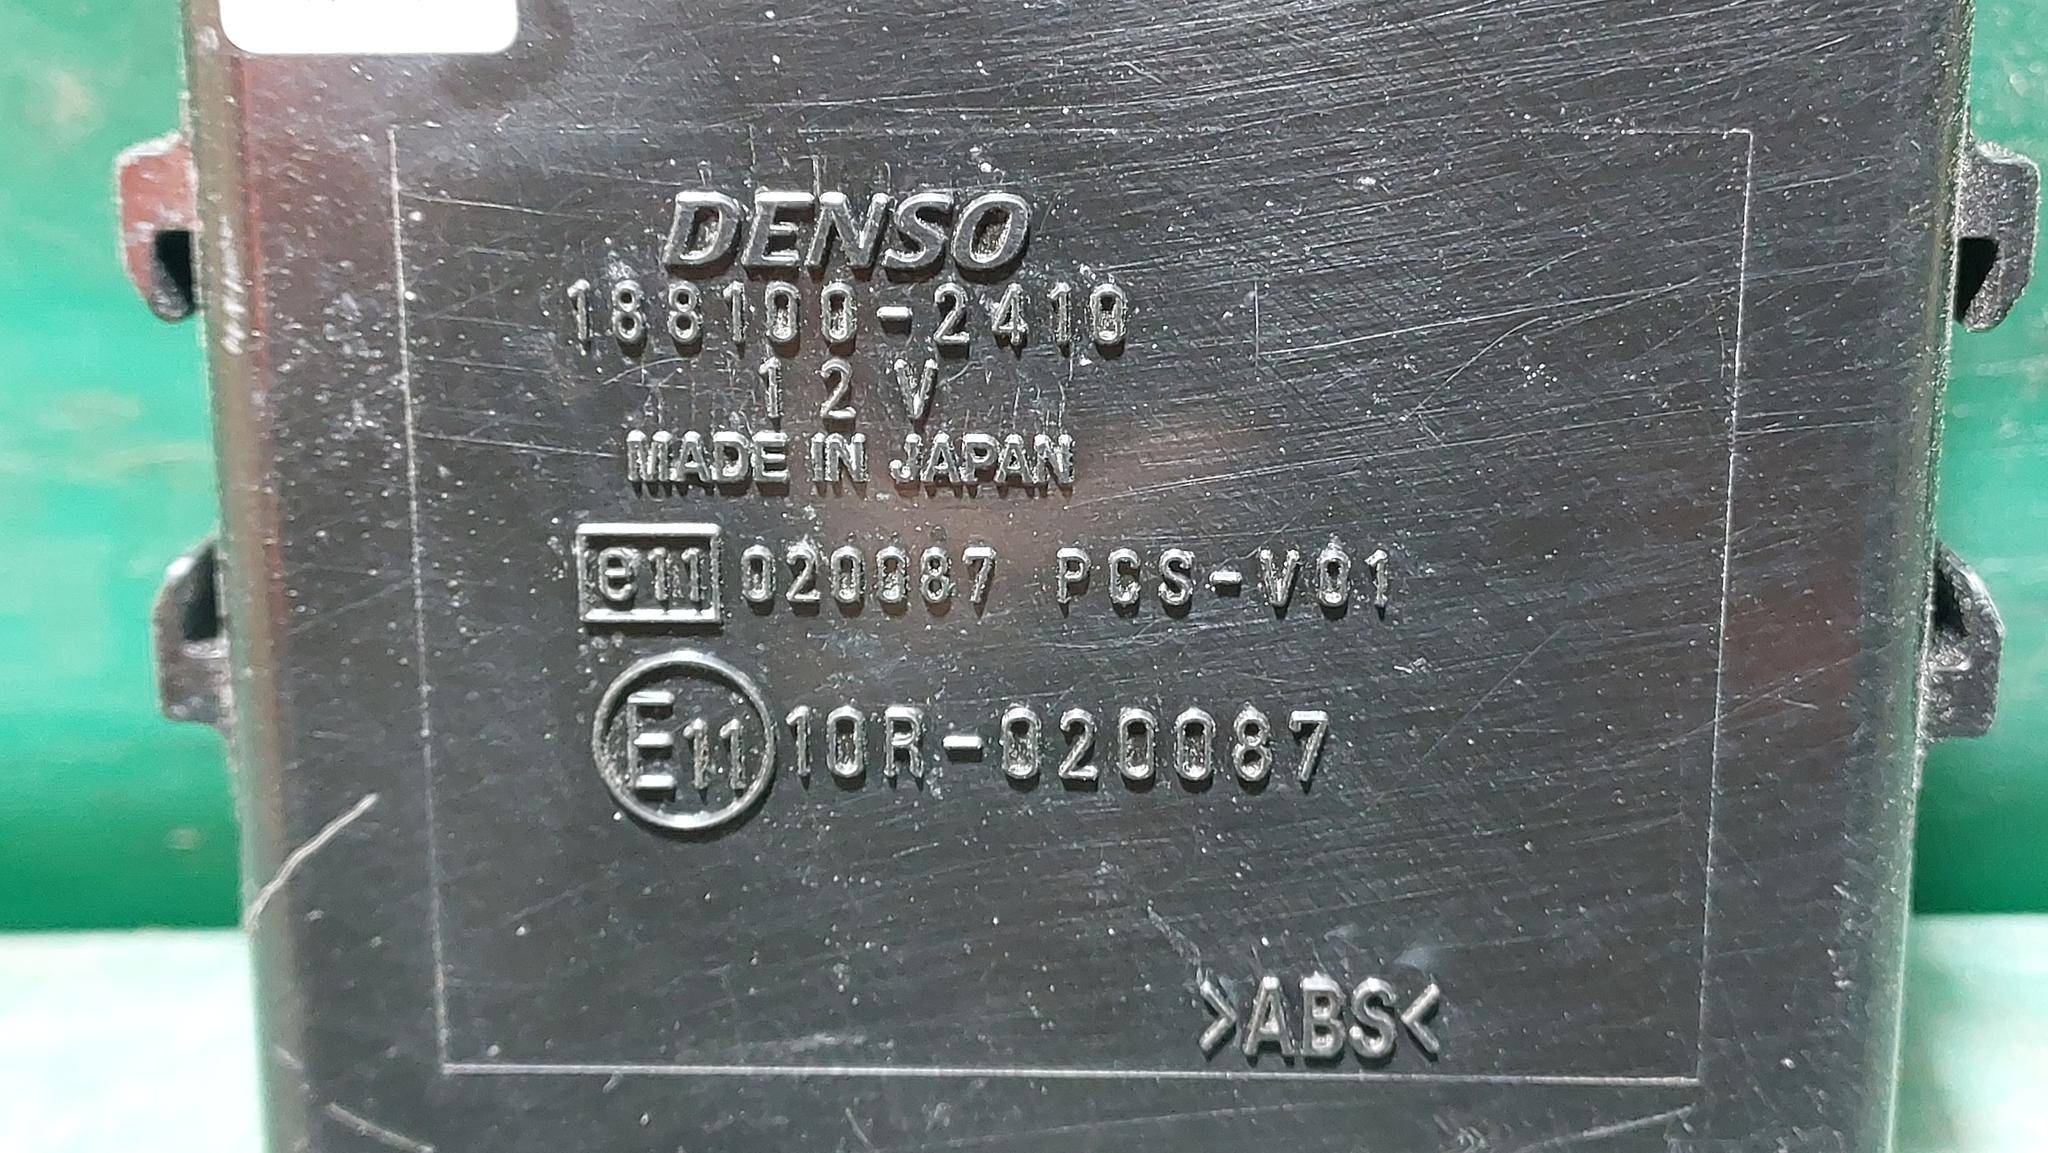 DENSO
188100-2410
12V
MADE IN JAPAN
e11 020087 PCS-V01
E11 10R-020087
>ABS<